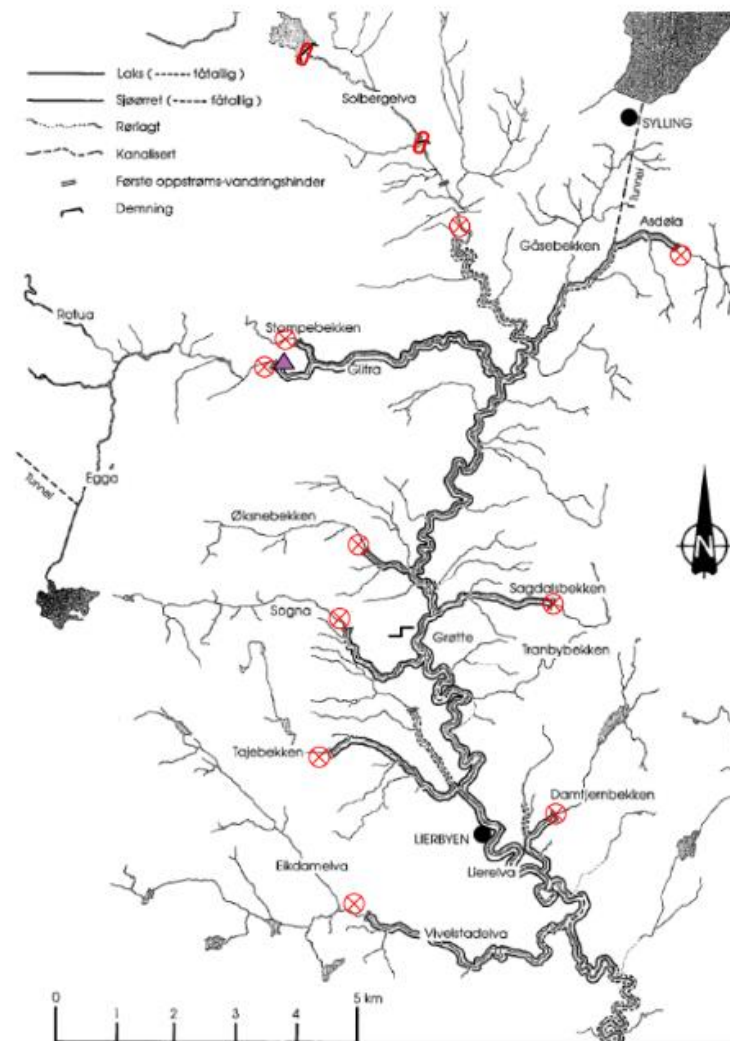 Laks (------ fåtallig )
Sjøørret (------ fåtallig )
Rørlagt
Kanalisert
Første oppstrøms-vandringshinder
Demning
Solbergelva
SYLLING
Tunnel
Asdøla
Gåsebekken
Rotua
Stampebekken
Glitra
Tunnel
Egga
Øksnebekken
N
Sagdalsbekken
Sogna
Grøtte
Tranbybekken
Tajebekken
Damtjernbekken
LIERBYEN
Eikdamelva
Lierelva
Vivelstadelva
0 5 km
1 2 3 4